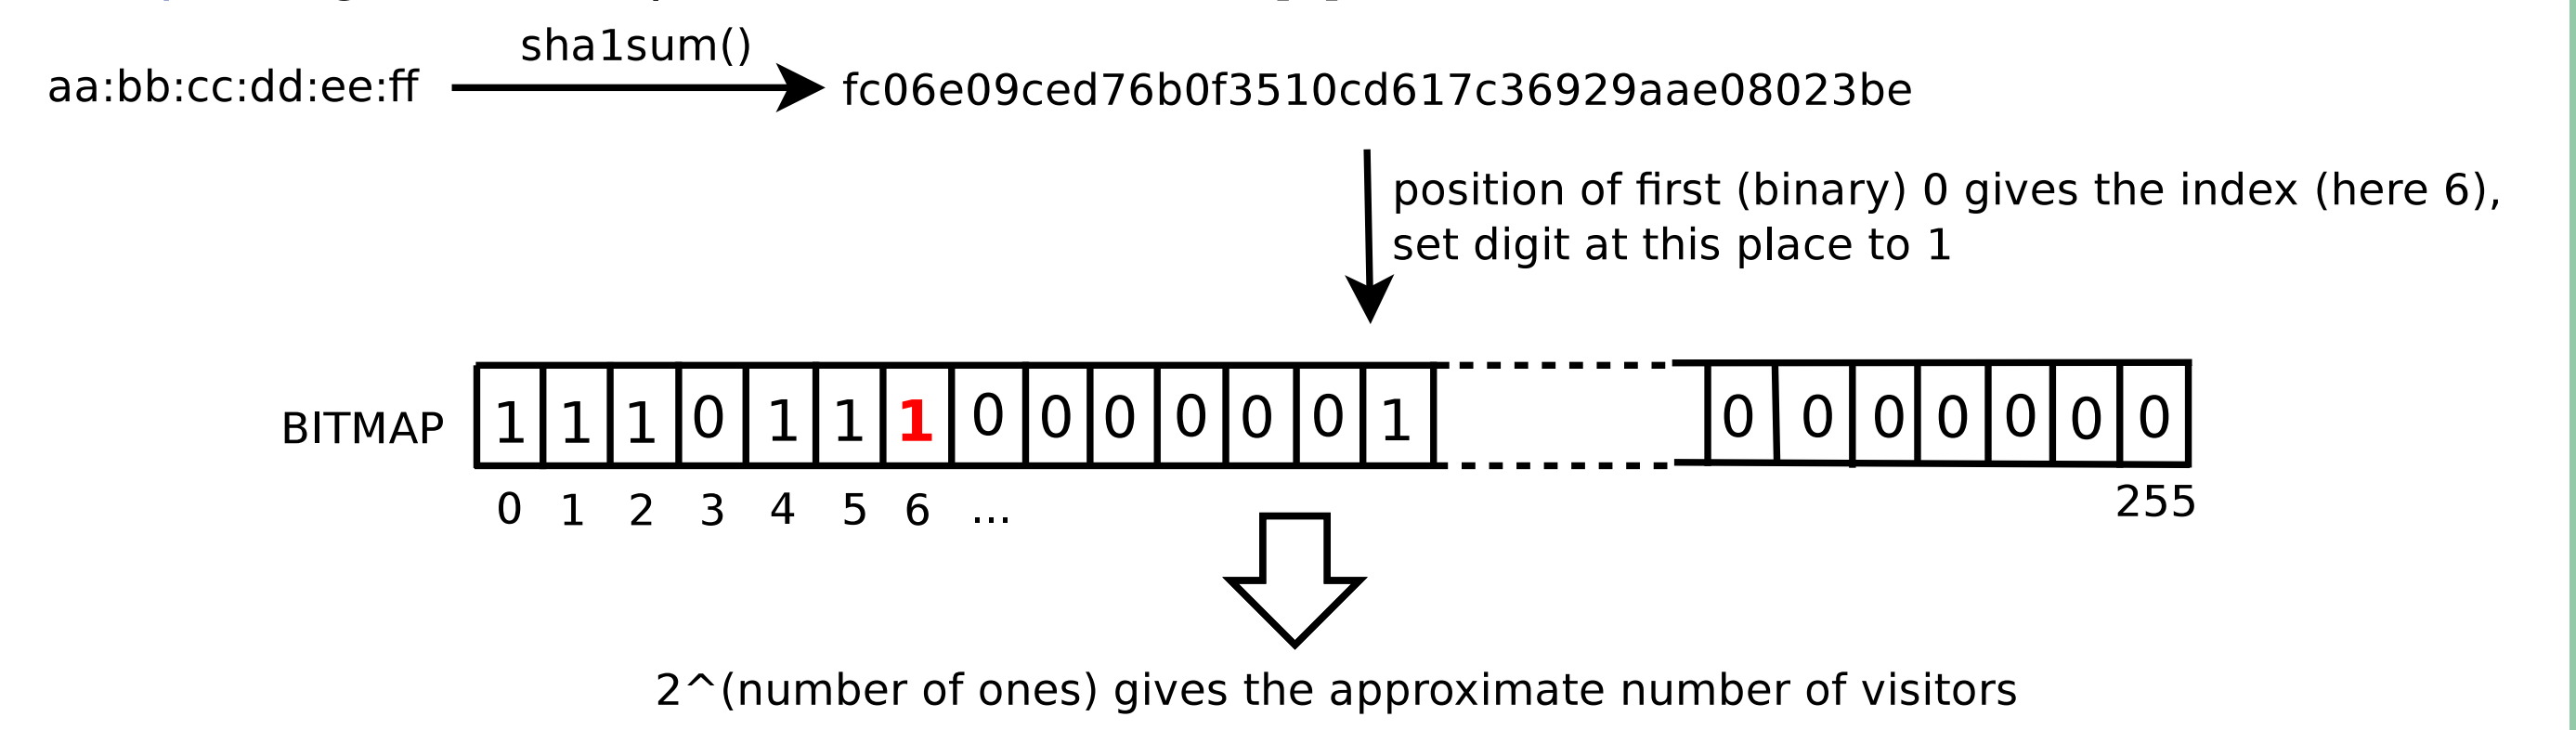 sha1sum()
aa:bb:cc:dd:ee:ff fc06e09ced76b0f3510cd617c36929aae08023be
position of first (binary) 0 gives the index (here 6),
set digit at this place to 1
BITMAP 1 1 1 0 1 1 1 0 0 0 0 0 0 1 0 0 0 0 0 0 0
0 1 2 3 4 5 6 ... 255
2^(number of ones) gives the approximate number of visitors